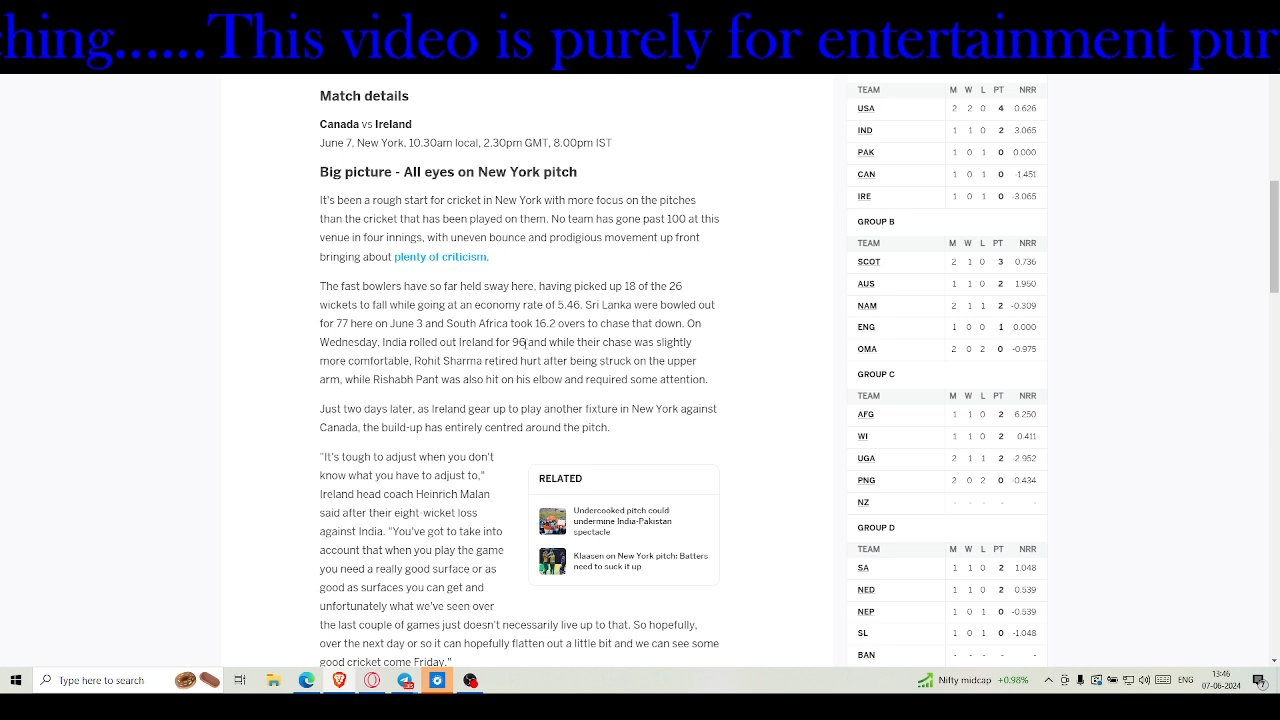 ching......This video is purely for entertainment pur
Match details
Canada vs Ireland
June 7, New York, 10.30am local, 2.30pm GMT, 8.00pm IST
Big picture - All eyes on New York pitch
It's been a rough start for cricket in New York with more focus on the pitches
than the cricket that has been played on them. No team has gone past 100 at this
venue in four innings, with uneven bounce and prodigious movement up front
bringing about plenty of criticism.
The fast bowlers have so far held sway here, having picked up 18 of the 26
wickets to fall while going at an economy rate of 5.46. Sri Lanka were bowled out
for 77 here on June 3 and South Africa took 16.2 overs to chase that down. On
Wednesday, India rolled out Ireland for 96 and while their chase was slightly
more comfortable, Rohit Sharma retired hurt after being struck on the upper
arm, while Rishabh Pant was also hit on his elbow and required some attention.
Just two days later, as Ireland gear up to play another fixture in New York against
Canada, the build-up has entirely centred around the pitch.
"It's tough to adjust when you don't
know what you have to adjust to,"
Ireland head coach Heinrich Malan
said after their eight-wicket loss
against India. "You've got to take into
account that when you play the game
you need a really good surface or as
good as surfaces you can get and
unfortunately what we've seen over
the last couple of games just doesn't necessarily live up to that. So hopefully,
over the next day or so it can hopefully flatten out a little bit and we can see some
good cricket come Friday."
RELATED
Undercooked pitch could
undermine India-Pakistan
spectacle
Klaasen on New York pitch: Batters
need to suck it up
TEAM M W L PT NRR
USA 2 2 0 4 0.626
IND 1 1 0 2 3.065
PAK 1 0 1 0 0.000
CAN 1 0 1 0 -1.451
IRE 1 0 1 0 -3.065
GROUP B
TEAM M W L PT NRR
SCOT 2 1 0 3 0.736
AUS 1 1 0 2 1.950
NAM 2 1 1 2 -0.309
ENG 1 0 0 1 0.000
OMA 2 0 2 0 -0.975
GROUP C
TEAM M W L PT NRR
AFG 1 1 0 2 6.250
WI 1 1 0 2 0.411
UGA 2 1 1 2 -2.952
PNG 2 0 2 0 -0.434
NZ - - - - -
GROUP D
TEAM M W L PT NRR
SA 1 1 0 2 1.048
NED 1 1 0 2 0.539
NEP 1 0 1 0 -0.539
SL 1 0 1 0 -1.048
BAN - - - - -
Type here to search
Nifty midcap +0.98%
ENG
13:46
07-06-2024